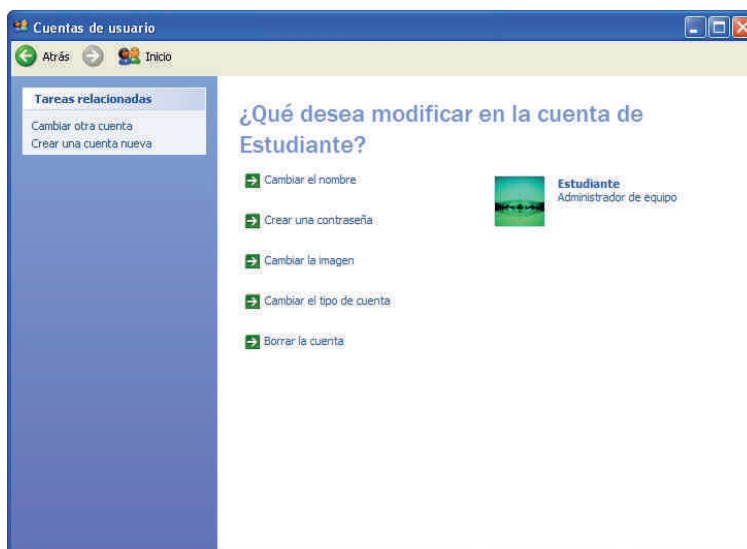 Cuentas de usuario
Atrás
Inicio
Tareas relacionadas
Cambiar otra cuenta
Crear una cuenta nueva
¿Qué desea modificar en la cuenta de
Estudiante?
Cambiar el nombre
Crear una contraseña
Cambiar la imagen
Cambiar el tipo de cuenta
Borrar la cuenta
Estudiante
Administrador de equipo